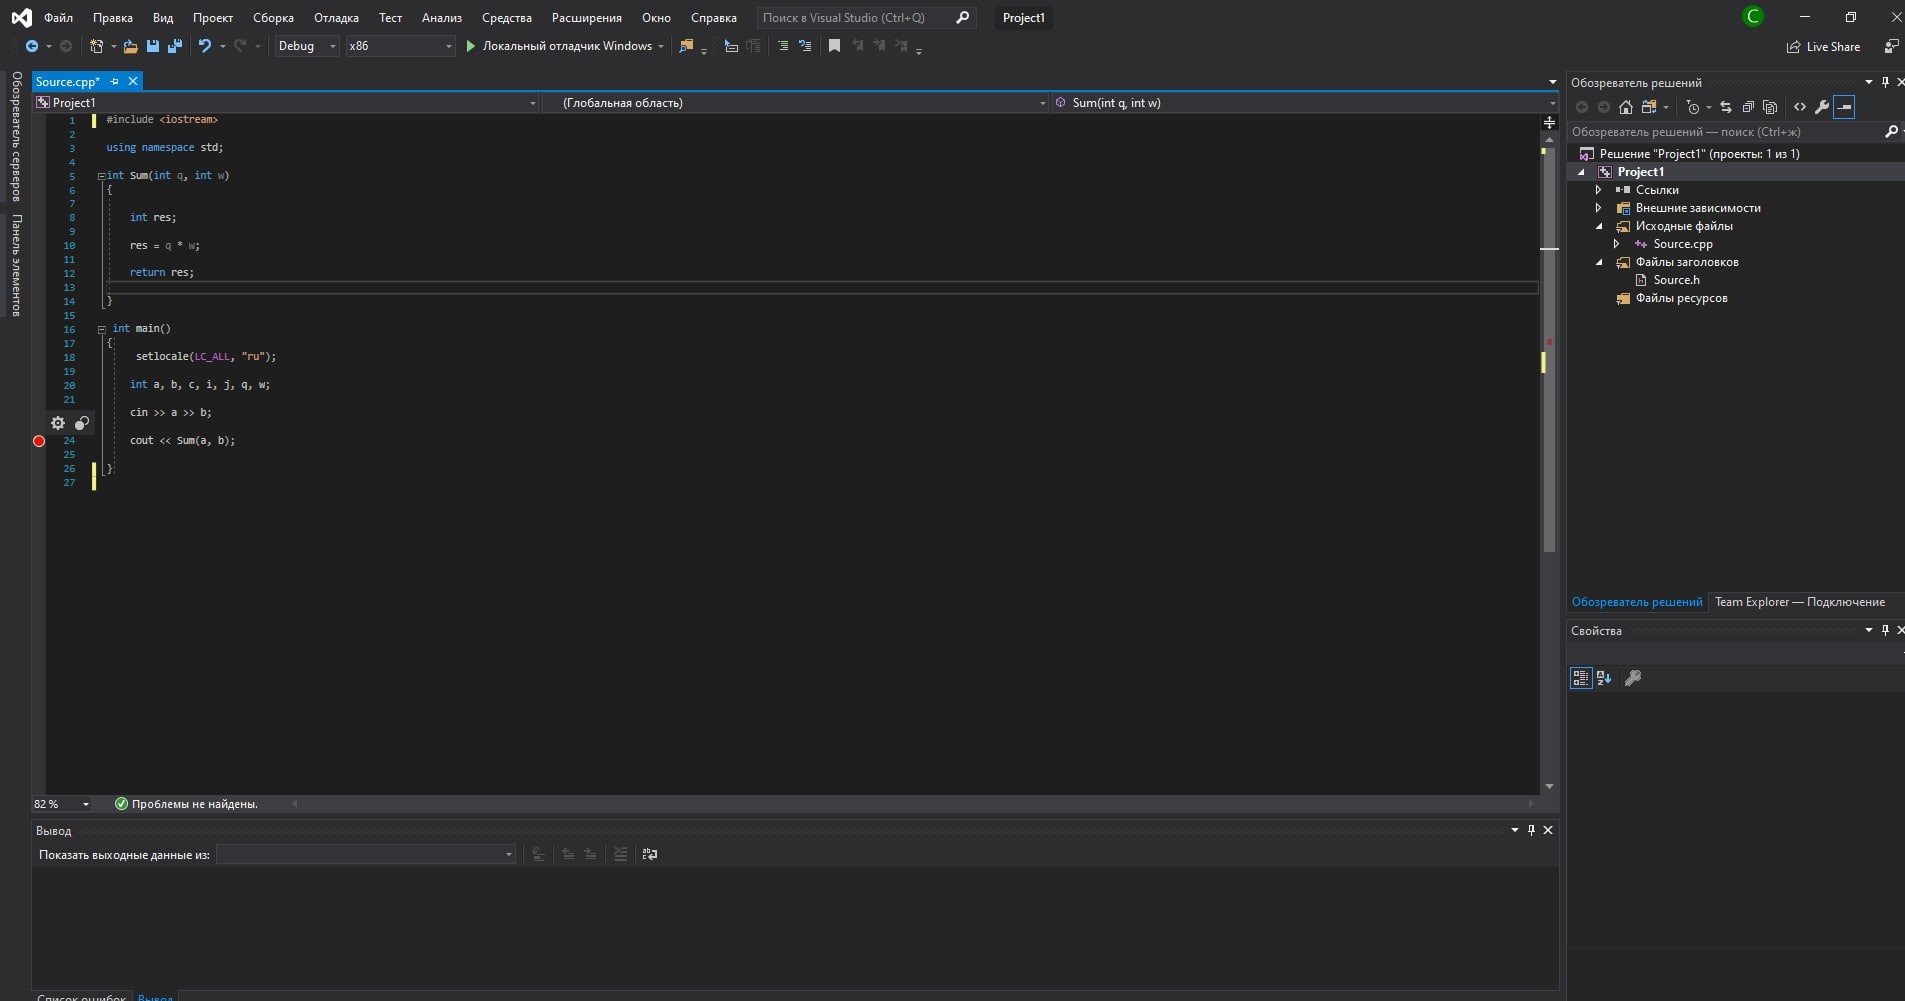 Файл Правка Вид Проект Сборка Отладка Тест Анализ Средства Расширения Окно Справка Поиск в Visual Studio (Ctrl+Q) Project1 C
Debug x86 Локальный отладчик Windows Live Share
Обозреватель серверов
Панель элементов
Source.cpp*
Project1 (Глобальная область) Sum(int q, int w)
1 #include <iostream>
2
3 using namespace std;
4
5 int Sum(int q, int w)
6 {
7
8 int res;
9
10 res = q * w;
11
12 return res;
13
14 }
15
16 int main()
17 {
18 setlocale(LC_ALL, "ru");
19
20 int a, b, c, i, j, q, w;
21
cin >> a >> b;
24 cout << Sum(a, b);
25
26 }
27
82 % Проблемы не найдены.
Вывод
Показать выходные данные из:
Список ошибок Вывод
Обозреватель решений
Обозреватель решений — поиск (Ctrl+ж)
Решение "Project1" (проекты: 1 из 1)
Project1
Ссылки
Внешние зависимости
Исходные файлы
Source.cpp
Файлы заголовков
Source.h
Файлы ресурсов
Обозреватель решений Team Explorer — Подключение
Свойства